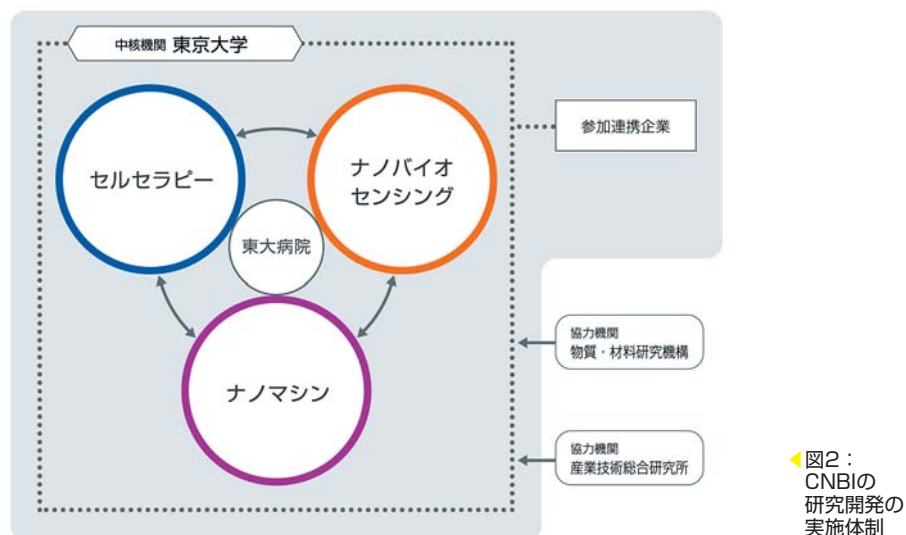 中核機関 東京大学
セルセラピー
ナノバイオ
センシング
東大病院
ナノマシン
参加連携企業
協力機関
物質・材料研究機構
協力機関
産業技術総合研究所
図2：
CNBIの
研究開発の
実施体制